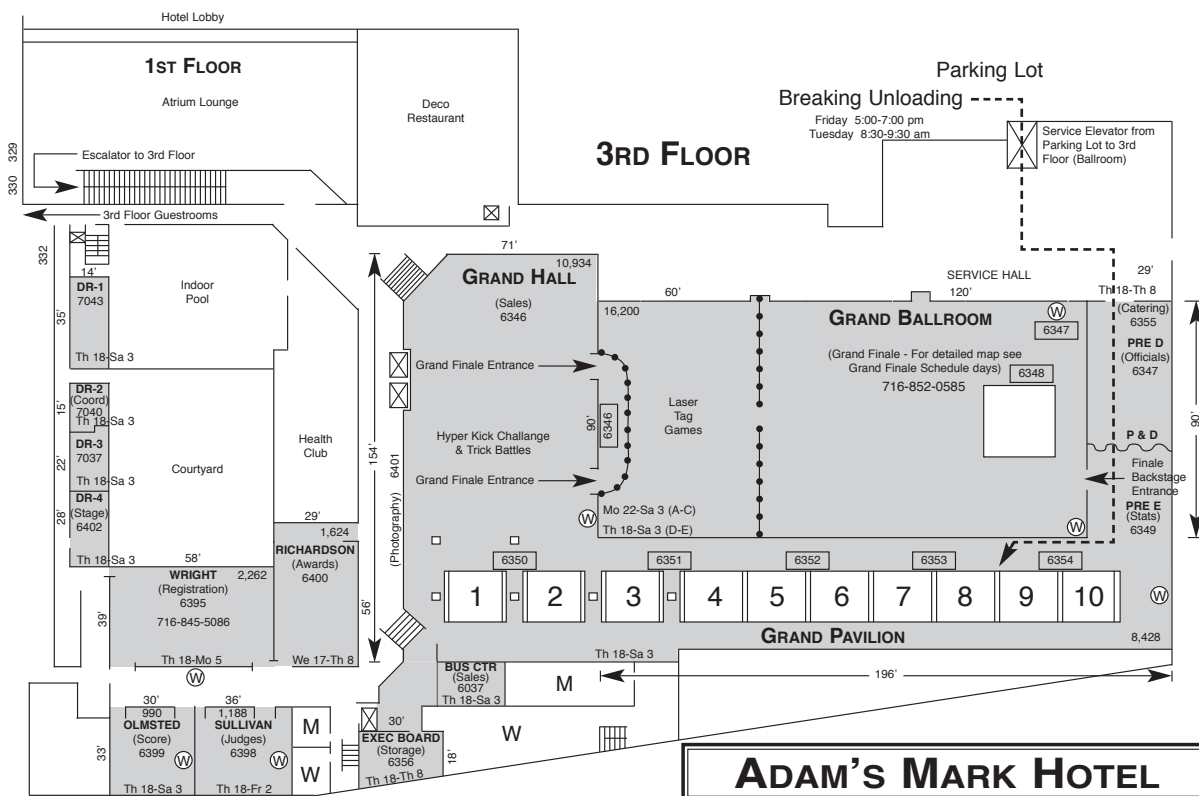 Hotel Lobby
1ST FLOOR
Atrium Lounge
Deco
Restaurant
Escalator to 3rd Floor
329
330
3rd Floor Guestrooms
332
Parking Lot
Breaking Unloading
Friday 5:00-7:00 pm
Tuesday 8:30-9:30 am
3RD FLOOR
Service Elevator from
Parking Lot to 3rd
Floor (Ballroom)
14'
DR-1
7043
35'
Th 18-Sa 3
Indoor
Pool
DR-2
(Coord)
7040
15'
Th 18-Sa 3
DR-3
7037
22'
Th 18-Sa 3
DR-4
(Stage)
6402
28'
Th 18-Sa 3
Courtyard
Health
Club
58'
WRIGHT
2,262
(Registration)
6395
716-845-5086
39'
Th 18-Mo 5
29'
1,624
RICHARDSON
(Awards)
6400
We 17-Th 8
W
30'
990
OLMSTED
(Score)
6399
33'
W
Th 18-Sa 3
36'
1,188
SULLIVAN
(Judges)
6398
W
Th 18-Fr 2
M
W
71'
10,934
GRAND HALL
(Sales)
6346
Grand Finale Entrance
Hyper Kick Challange
& Trick Battles
Grand Finale Entrance
154'
56'
6401
(Photography)
60'
16,200
90'
6346
Laser
Tag
Games
Mo 22-Sa 3 (A-C)
Th 18-Sa 3 (D-E)
W
SERVICE HALL
120'
GRAND BALLROOM
(Grand Finale - For detailed map see
Grand Finale Schedule days)
716-852-0585
W
6347
6348
W
29'
Th 18-Th 8
(Catering)
6355
PRE D
(Officials)
6347
P & D
Finale
Backstage
Entrance
PRE E
(Stats)
6349
90'
W
6350
6351
6352
6353
6354
1
2
3
4
5
6
7
8
9
10
GRAND PAVILION
8,428
Th 18-Sa 3
196'
BUS CTR
(Sales)
6037
Th 18-Sa 3
M
W
30'
EXEC BOARD
(Storage)
6356
18'
Th 18-Th 8
ADAM'S MARK HOTEL